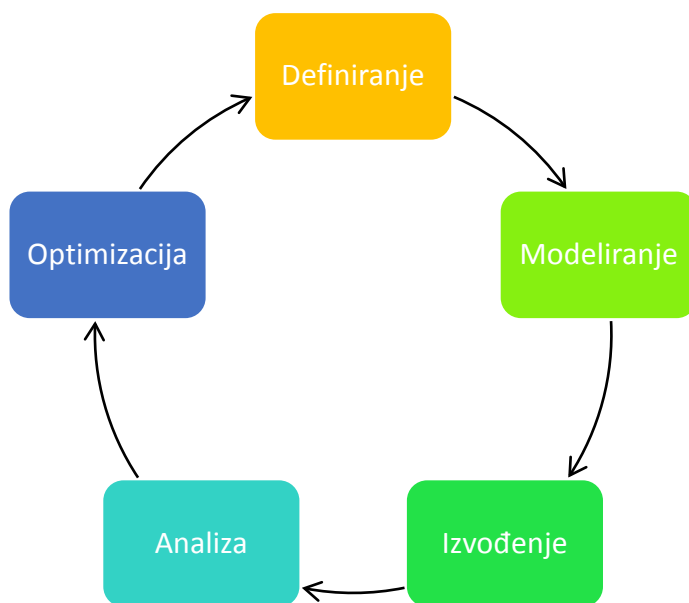 Definiranje
Modeliranje
Izvođenje
Analiza
Optimizacija